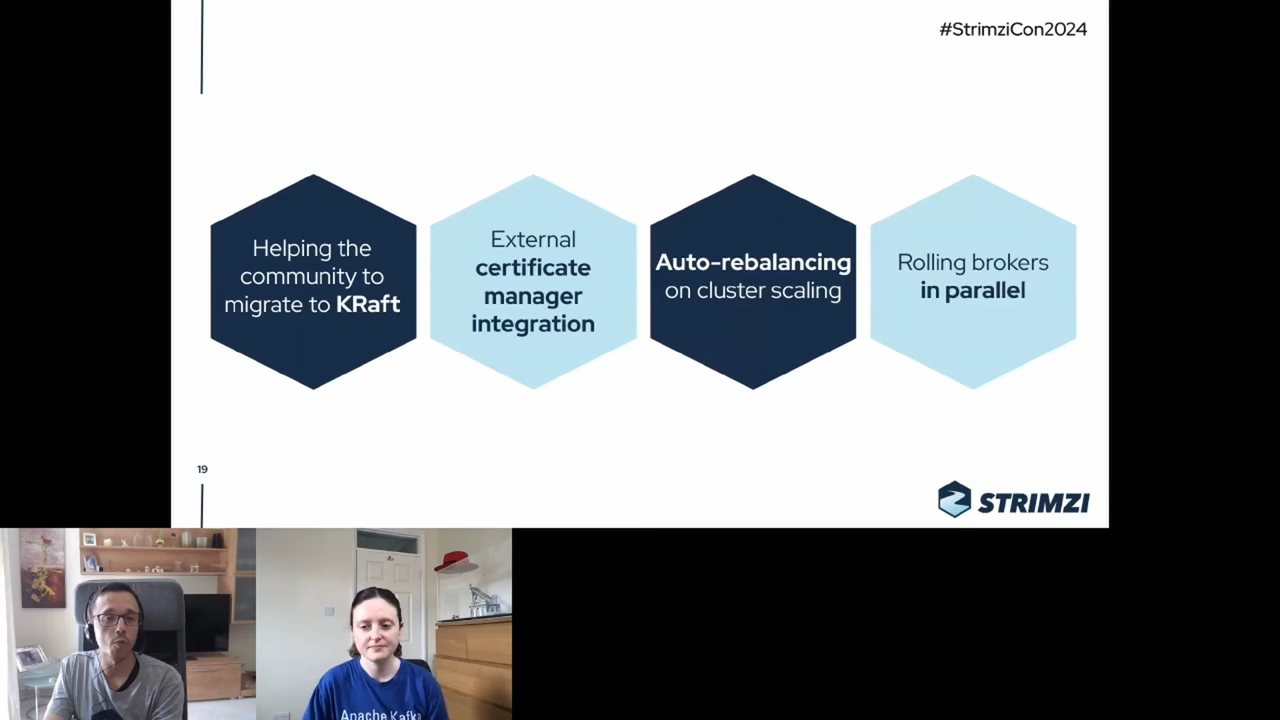 #StrimziCon2024
Helping the
community to
migrate to KRaft
External
certificate
manager
integration
Auto-rebalancing
on cluster scaling
Rolling brokers
in parallel
19
STRIMZI
Apache Kafka